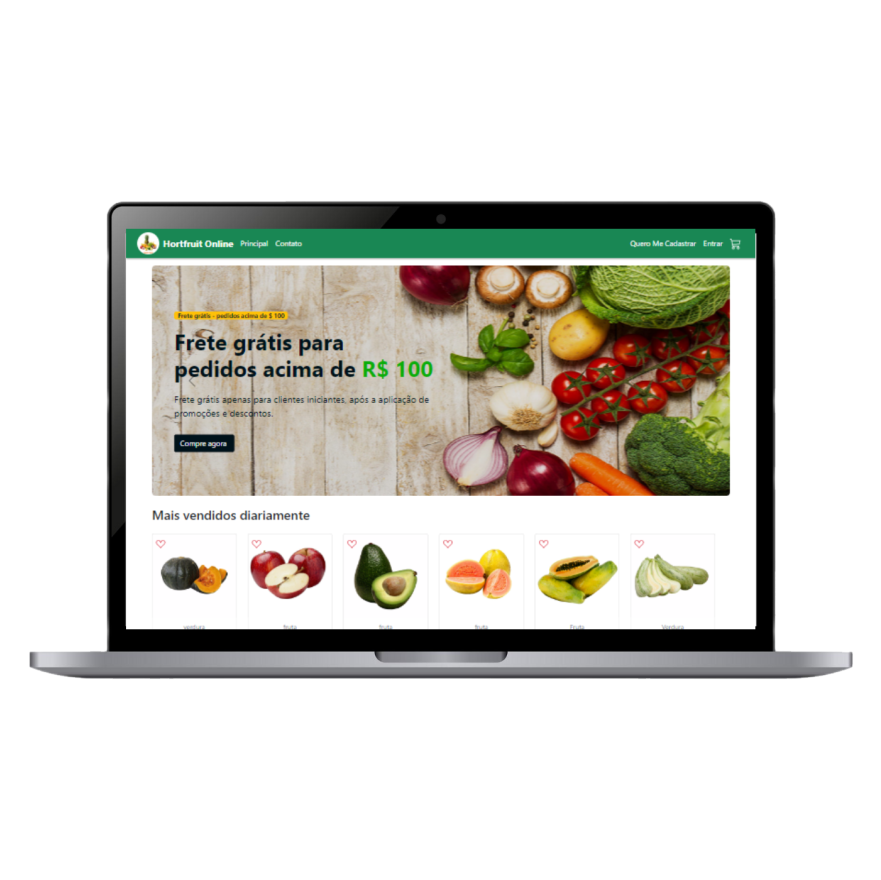 Hortfruit Online Principal Contato Quero Me Cadastrar Entrar
Frete grátis - pedidos acima de $ 100
Frete grátis para
pedidos acima de R$ 100
Frete grátis apenas para clientes iniciantes, após a aplicação de
promoções e descontos.
Compre agora
Mais vendidos diariamente
verdura fruta fruta fruta Fruta Verdura